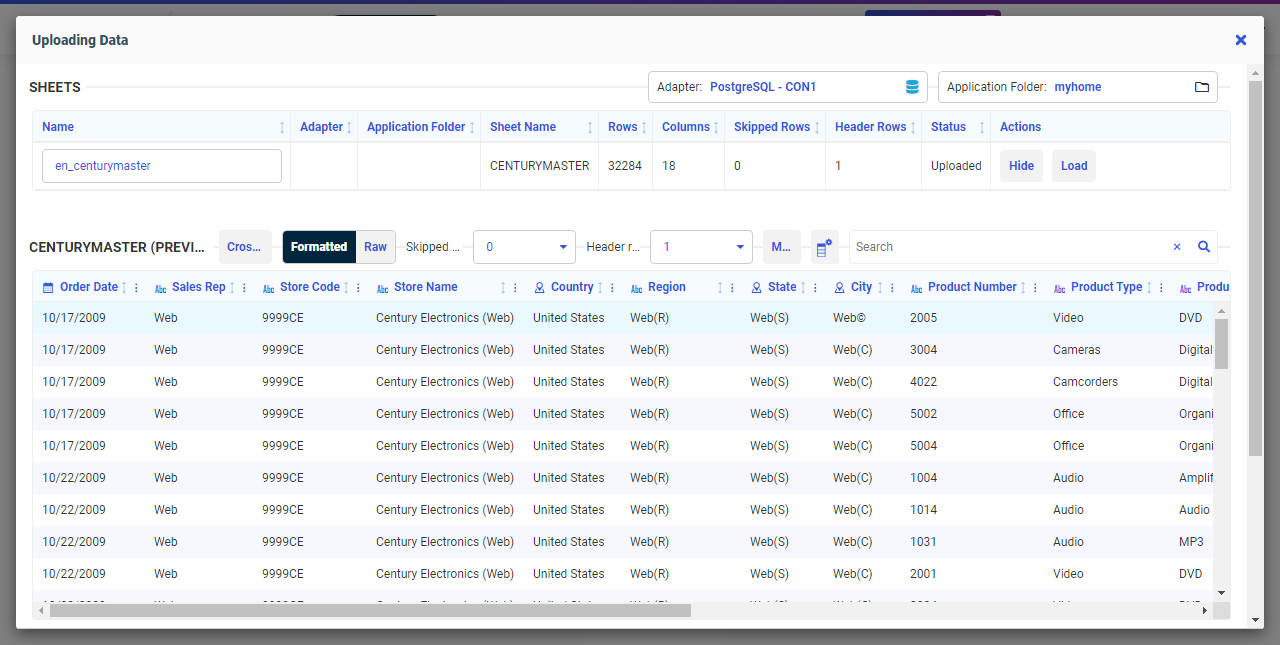 Uploading Data
SHEETS
Adapter: PostgreSQL - CON1
Application Folder: myhome
Name Adapter Application Folder Sheet Name Rows Columns Skipped Rows Header Rows Status Actions
en_centurymaster CENTURYMASTER 32284 18 0 1 Uploaded Hide Load
CENTURYMASTER (PREVI... Cros... Formatted Raw Skipped ... 0 Header r... 1 M... Search
Order Date Abc Sales Rep Abc Store Code Abc Store Name Country Abc Region State City Abc Product Number Abc Product Type Abc Produ
10/17/2009 Web 9999CE Century Electronics (Web) United States Web(R) Web(S) Web© 2005 Video DVD
10/17/2009 Web 9999CE Century Electronics (Web) United States Web(R) Web(S) Web(C) 3004 Cameras Digital
10/17/2009 Web 9999CE Century Electronics (Web) United States Web(R) Web(S) Web(C) 4022 Camcorders Digital
10/17/2009 Web 9999CE Century Electronics (Web) United States Web(R) Web(S) Web(C) 5002 Office Organi
10/17/2009 Web 9999CE Century Electronics (Web) United States Web(R) Web(S) Web(C) 5004 Office Organi
10/22/2009 Web 9999CE Century Electronics (Web) United States Web(R) Web(S) Web(C) 1004 Audio Amplif
10/22/2009 Web 9999CE Century Electronics (Web) United States Web(R) Web(S) Web(C) 1014 Audio Audio
10/22/2009 Web 9999CE Century Electronics (Web) United States Web(R) Web(S) Web(C) 1031 Audio MP3
10/22/2009 Web 9999CE Century Electronics (Web) United States Web(R) Web(S) Web(C) 2001 Video DVD